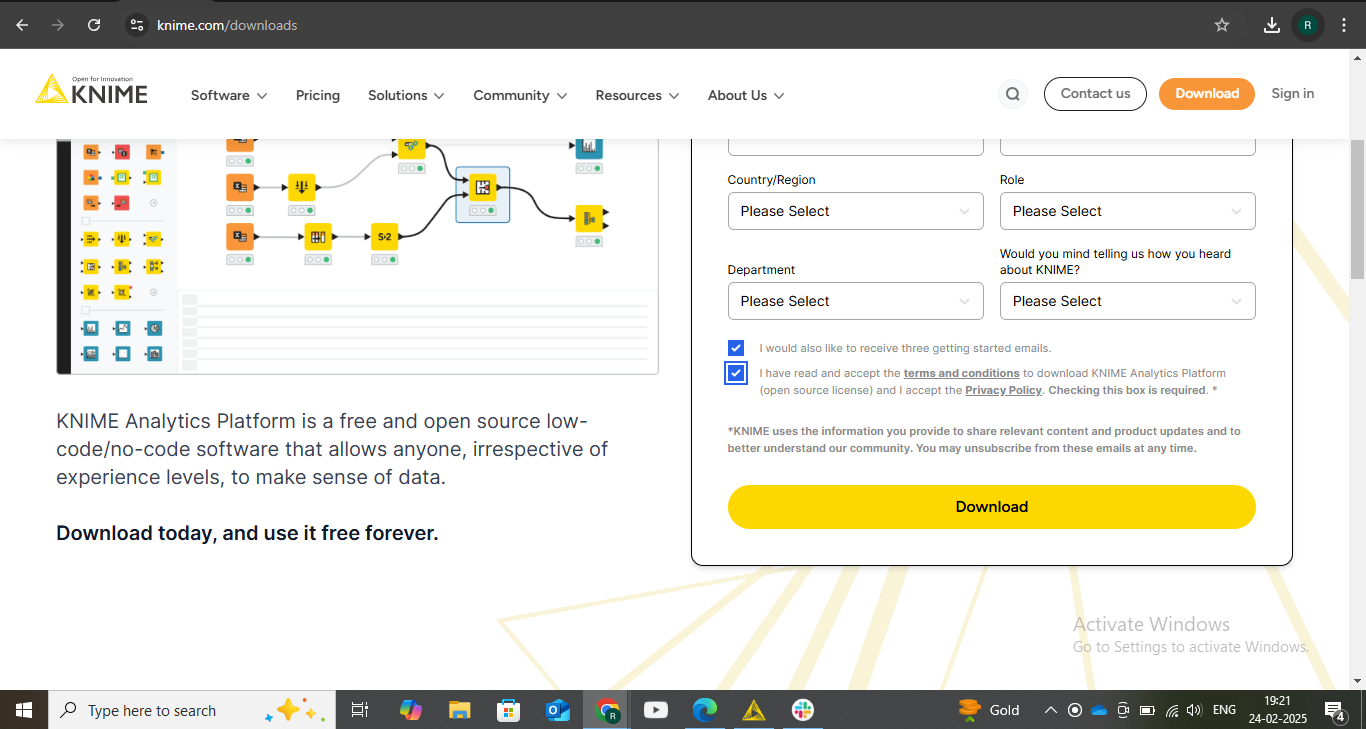 knime.com/downloads
R
Open for Innovation
KNIME
Software
Pricing
Solutions
Community
Resources
About Us
Contact us
Download
Sign in
S›2
KNIME Analytics Platform is a free and open source low-
code/no-code software that allows anyone, irrespective of
experience levels, to make sense of data.
Download today, and use it free forever.
Country/Region
Role
Please Select
Please Select
Department
Would you mind telling us how you heard
about KNIME?
Please Select
Please Select
I would also like to receive three getting started emails.
I have read and accept the terms and conditions to download KNIME Analytics Platform
(open source license) and I accept the Privacy Policy. Checking this box is required. *
*KNIME uses the information you provide to share relevant content and product updates and to
better understand our community. You may unsubscribe from these emails at any time.
Download
Activate Windows
Go to Settings to activate Windows.
Type here to search
R
Gold
ENG
19:21
24-02-2025
4